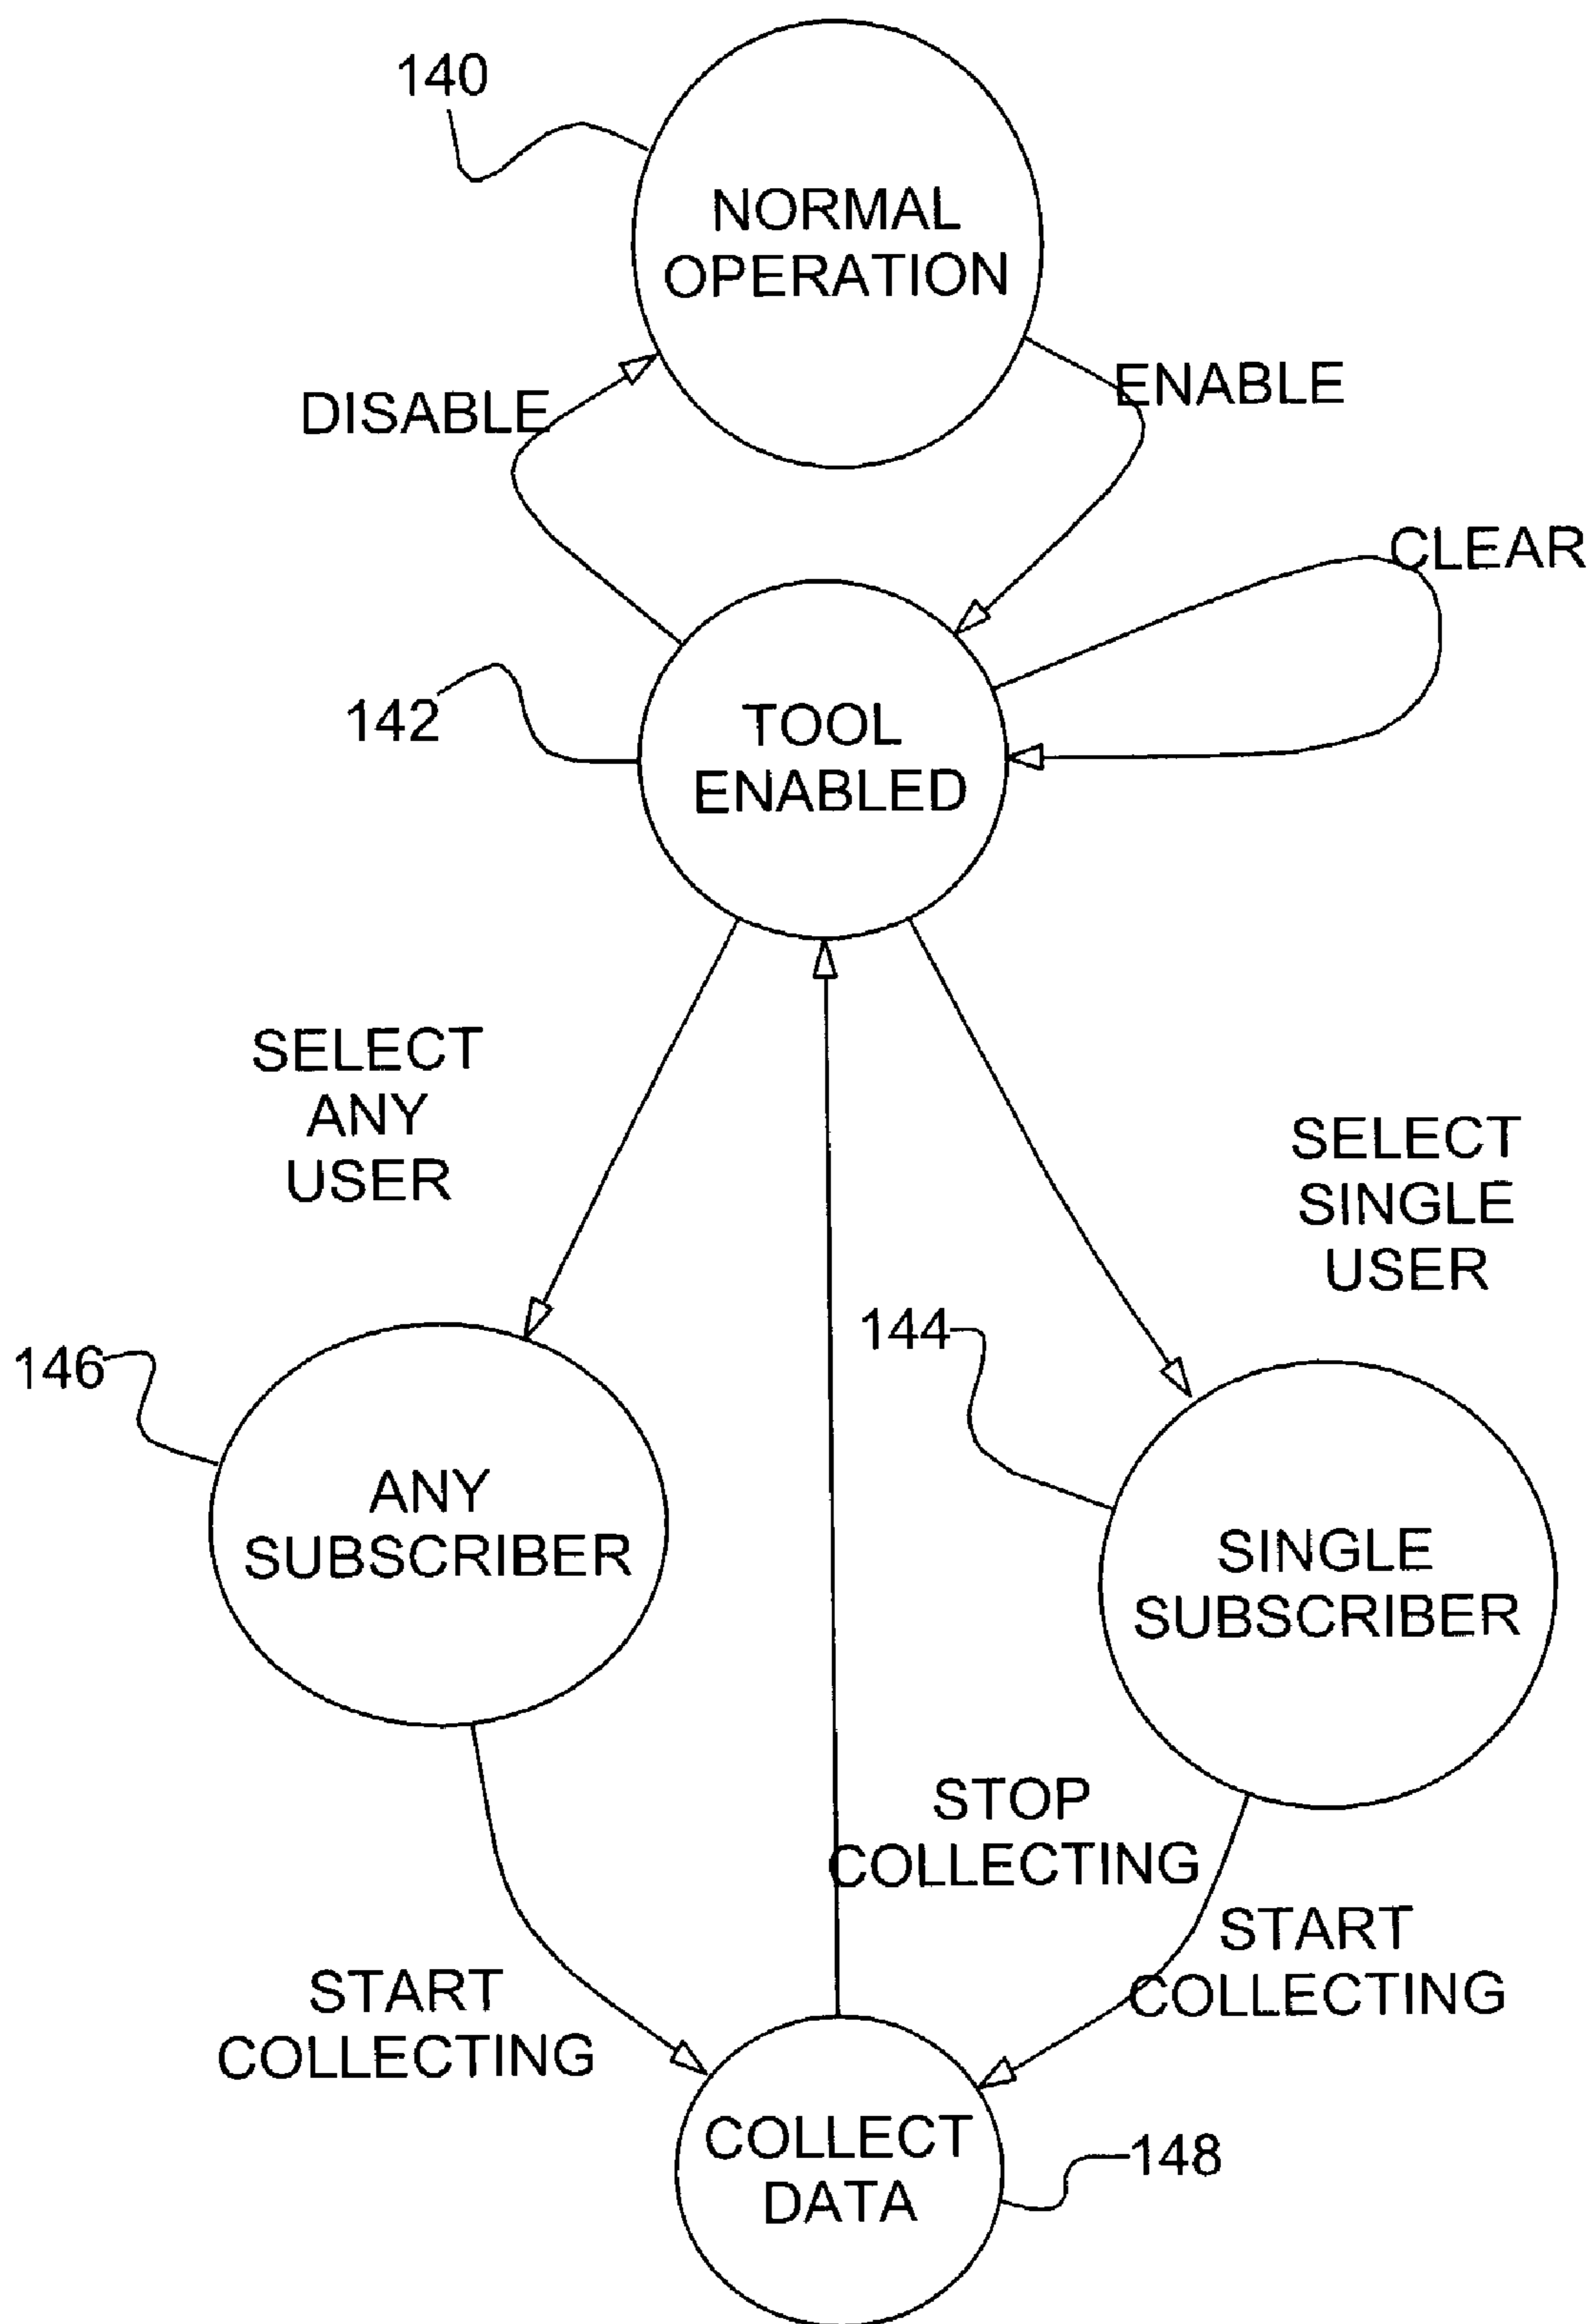 140
NORMAL
OPERATION
DISABLE
ENABLE
CLEAR
142
TOOL
ENABLED
SELECT
ANY
USER
SELECT
SINGLE
USER
146
144
ANY
SUBSCRIBER
SINGLE
SUBSCRIBER
STOP
COLLECTING
START
COLLECTING
START
COLLECTING
COLLECT
DATA
148